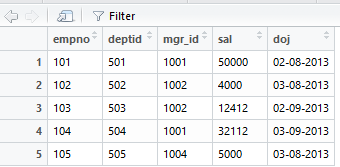 Filter
empno deptid mgr_id sal doj
1 101 501 1001 50000 02-08-2013
2 102 502 1002 4000 03-08-2013
3 103 503 1002 12412 02-09-2013
4 104 504 1001 32112 03-09-2013
5 105 505 1004 5000 03-08-2013